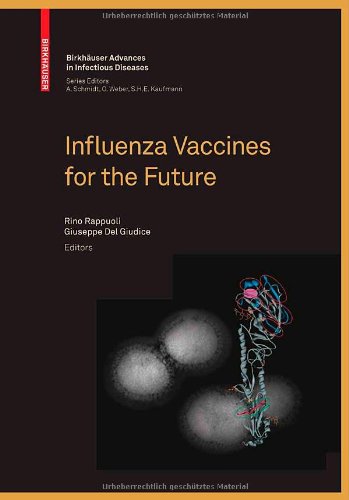 Urheberrechtlich geschütztes Material
BIRKHÄUSER
Birkhäuser Advances
in Infectious Diseases
Series Editors
A. Schmidt, O. Weber, S.H.E. Kaufmann
Influenza Vaccines
for the Future
Rino Rappuoli
Giuseppe Del Giudice
Editors
Urheberrechtlich geschütztes Material